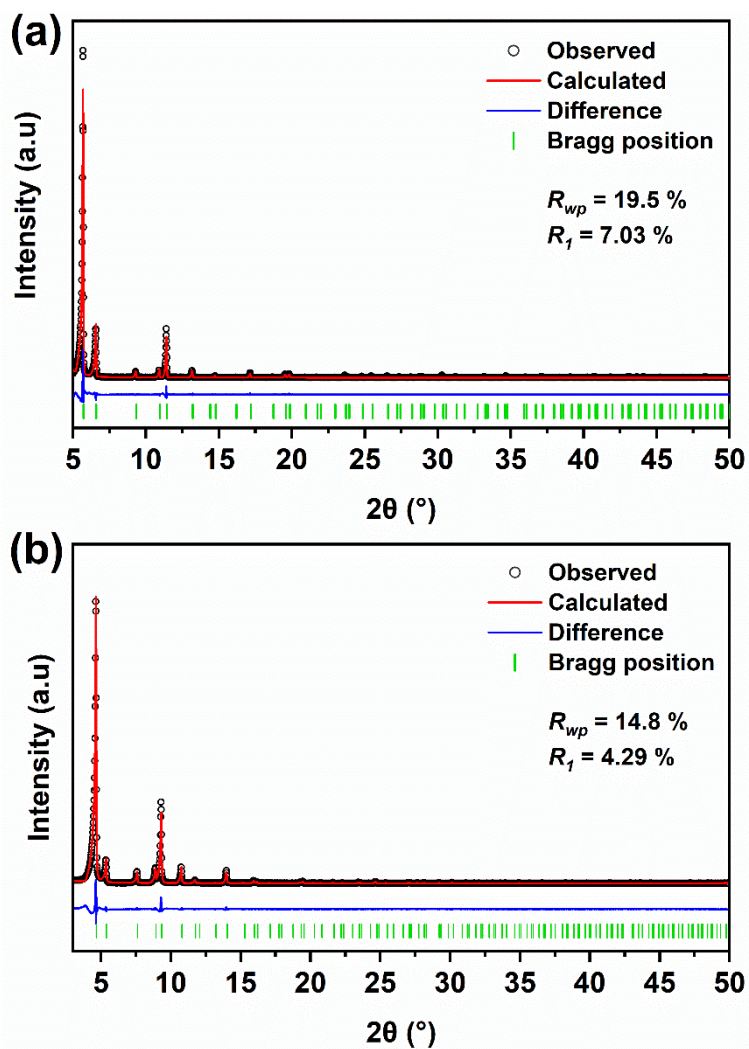 (a)
Observed
Calculated
Difference
Bragg position
R_wp = 19.5 %
R_1 = 7.03 %
Intensity (a.u)
5 10 15 20 25 30 35 40 45 50
2θ (°)
(b)
Observed
Calculated
Difference
Bragg position
R_wp = 14.8 %
R_1 = 4.29 %
Intensity (a.u)
5 10 15 20 25 30 35 40 45 50
2θ (°)